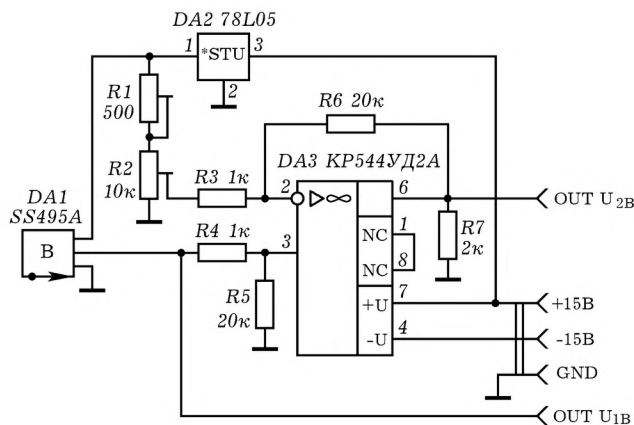 DA2 78L05
1
*STU
3
2
R1
500
R2
10к
R3 1к
R6 20к
DA3 КР544УД2А
2
▷∞
6
OUT U2В
DA1
SS495A
В
R4 1к
3
R5
20к
NC
1
NC
8
R7
2к
+U
7
+15В
-U
4
-15В
GND
OUT U1В